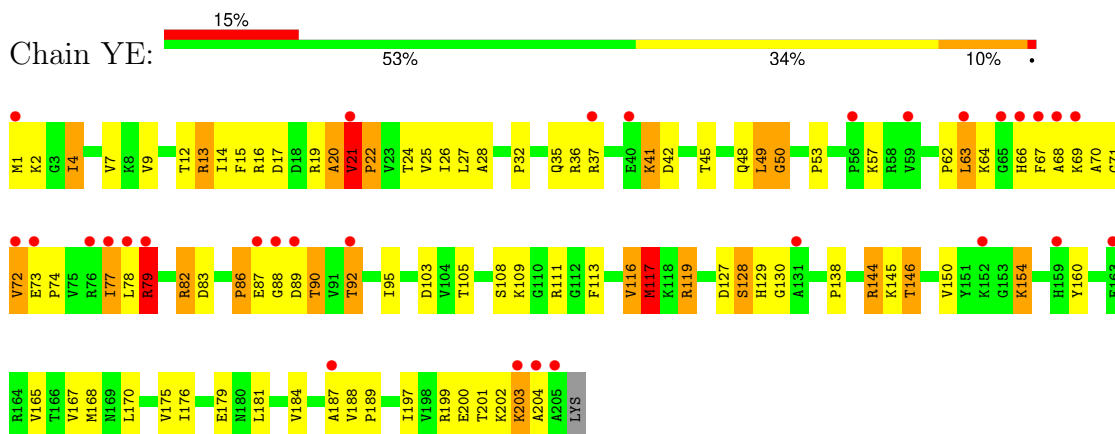 15%
Chain YE:
53% 34% 10% •
M1 K2 G3 I4 V7 K8 V9 T12 R13 I14 F15 R16 D17 D18 R19 A20 V21 P22 V23 T24 V25 I26 L27 A28 P32 Q35 R36 R37 E40 K41 D42 T45 Q48 L49 G50 P53 P56 K57 R58 V59 P62 L63 K64 G65 H66 F67 A68 K69 A70 G71
V72 E73 P74 V75 R76 I77 L78 R79 R82 D83 P86 E87 G88 D89 T90 V91 T92 I95 D103 V104 T105 S108 K109 G110 R111 G112 F113 V116 M117 K118 R119 D127 S128 H129 G130 A131 P138 R144 K145 T146 V150 Y151 K152 G153 K154 H159 Y160 E163
R164 V165 T166 V167 M168 N169 L170 V175 I176 E179 N180 L181 V184 A187 V188 P189 I197 V198 R199 E200 T201 K202 K203 A204 A205 LYS